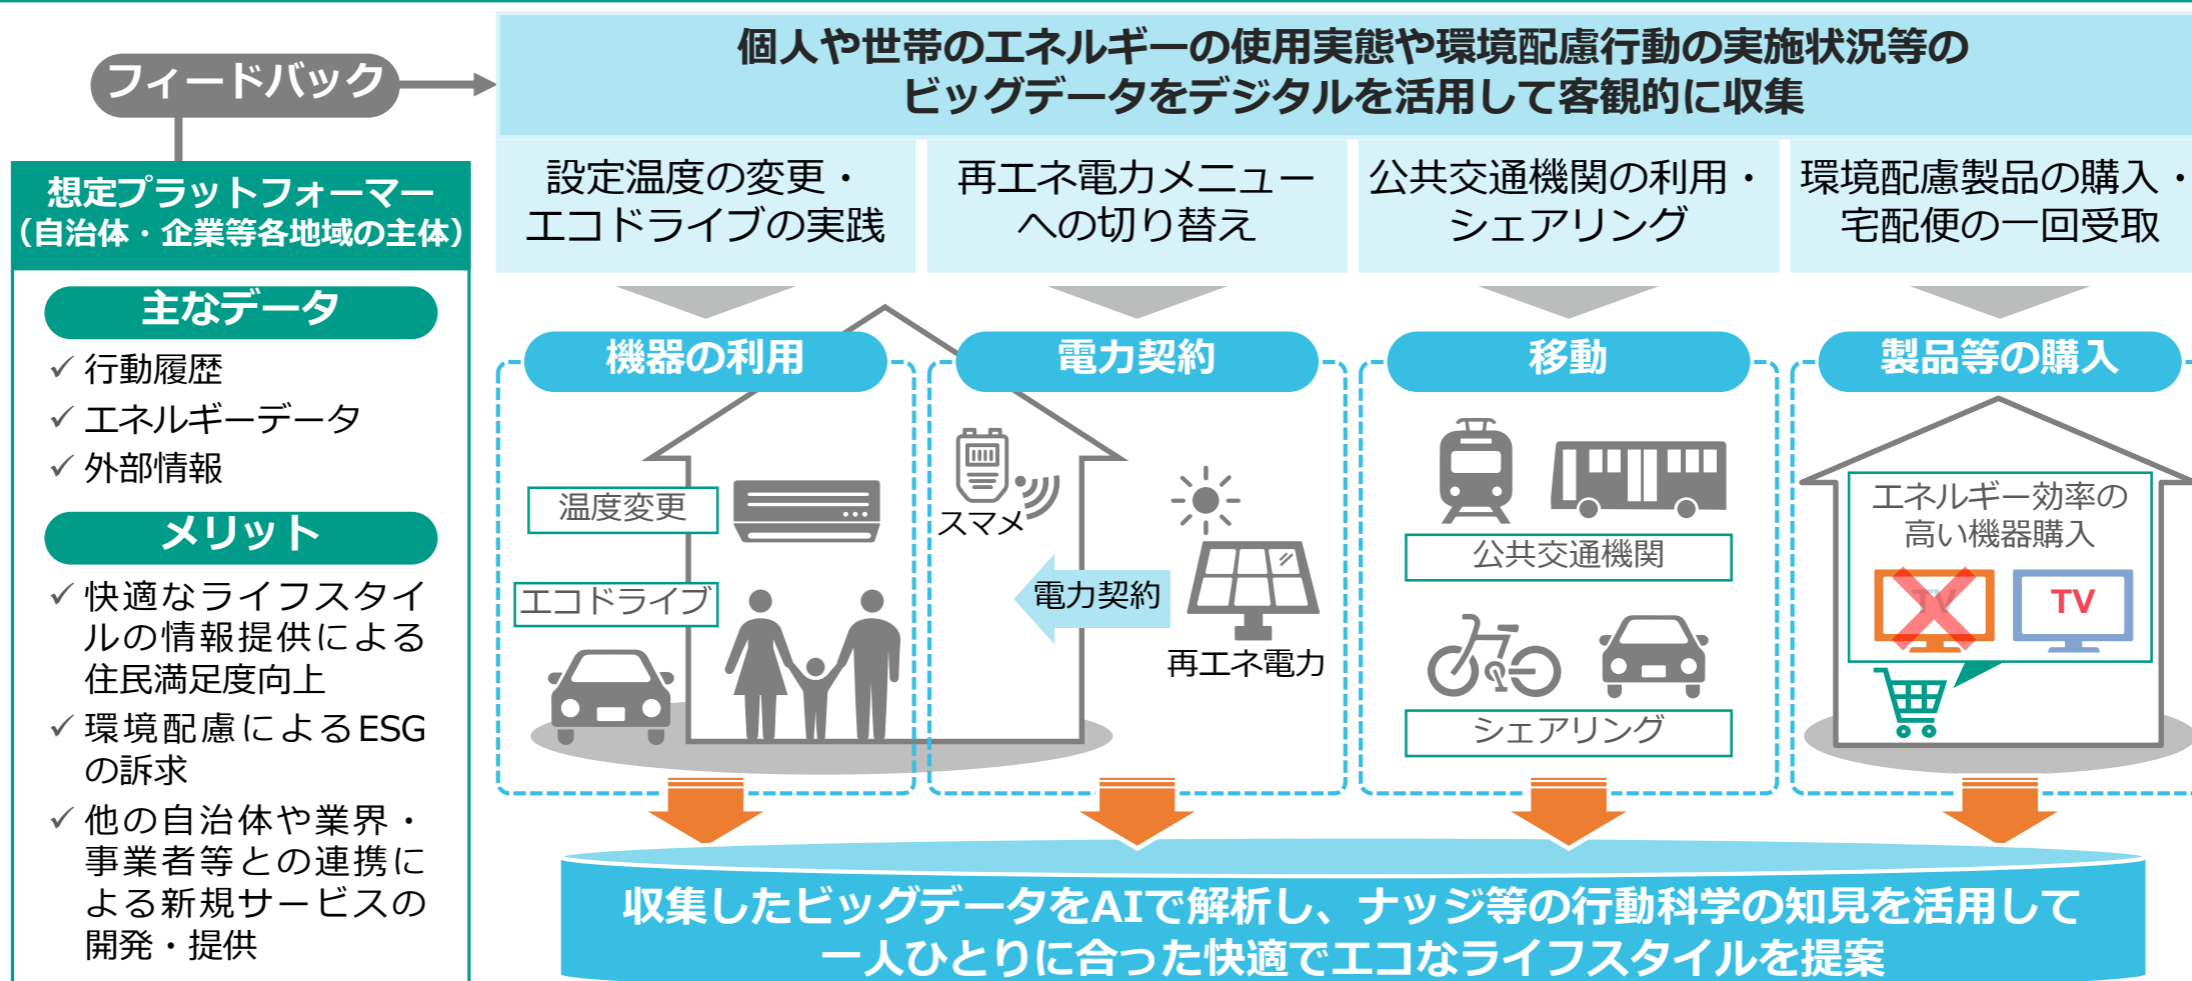 個人や世帯のエネルギーの使用実態や環境配慮行動の実施状況等の
ビッグデータをデジタルを活用して客観的に収集
フィードバック
想定プラットフォーマー
（自治体・企業等各地域の主体）
主なデータ
✓ 行動履歴
✓ エネルギーデータ
✓ 外部情報
メリット
✓ 快適なライフスタイ
ルの情報提供による
住民満足度向上
✓ 環境配慮によるESG
の訴求
✓ 他の自治体や業界・
事業者等との連携に
よる新規サービスの
開発・提供
設定温度の変更・
エコドライブの実践
再エネ電力メニュー
への切り替え
公共交通機関の利用・
シェアリング
環境配慮製品の購入・
宅配便の一回受取
機器の利用
温度変更
エコドライブ
電力契約
スマメ
電力契約
再エネ電力
移動
公共交通機関
シェアリング
製品等の購入
エネルギー効率の
高い機器購入
TV
TV
収集したビッグデータをAIで解析し、ナッジ等の行動科学の知見を活用して
一人ひとりに合った快適でエコなライフスタイルを提案